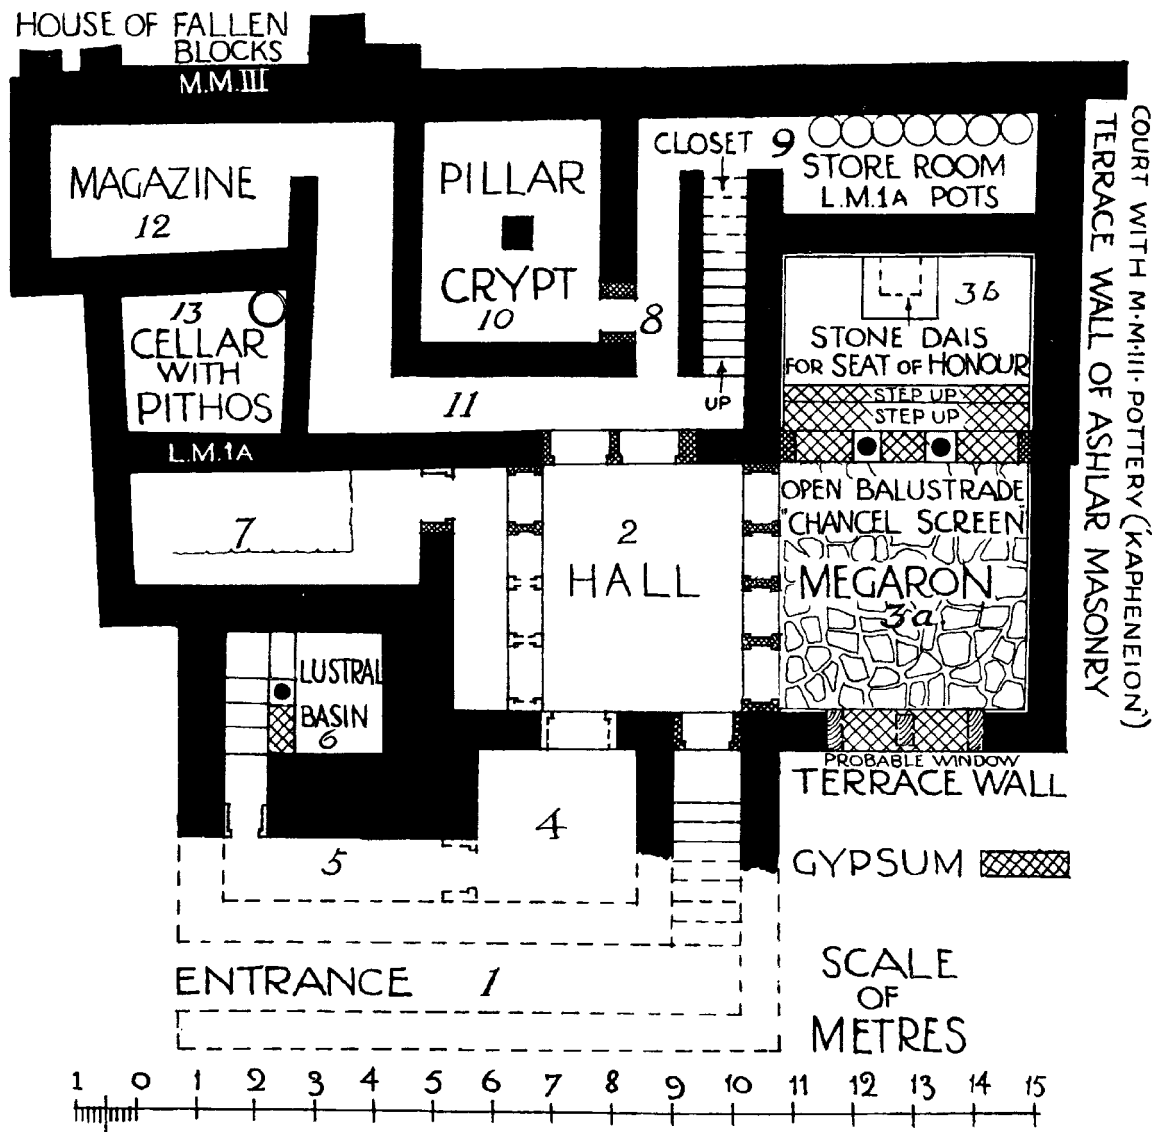 HOUSE OF FALLEN
BLOCKS
M.M.III
MAGAZINE
12
PILLAR
CRYPT
10
CLOSET
9
STORE ROOM
L.M.1A POTS
13
CELLAR
WITH
PITHOS
L.M.1A
8
UP
11
3b
STONE DAIS
FOR SEAT OF HONOUR
STEP UP
STEP UP
OPEN BALUSTRADE
"CHANCEL SCREEN"
MEGARON
3a
7
2
HALL
LUSTRAL
BASIN
6
PROBABLE WINDOW
TERRACE WALL
4
5
GYPSUM
ENTRANCE 1
SCALE
OF
METRES
1 0 1 2 3 4 5 6 7 8 9 10 11 12 13 14 15
COURT WITH M·M·III·POTTERY ('KAPHENEION')
TERRACE WALL OF ASHLAR MASONRY